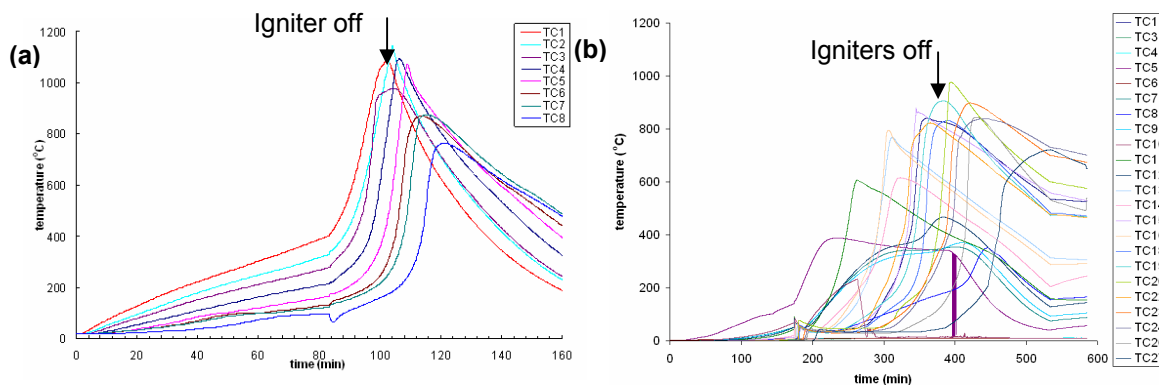 (a)
Igniter off
temperature (°C)
1200
1000
800
600
400
200
0
0 20 40 60 80 100 120 140 160
time (min)
TC1
TC2
TC3
TC4
TC5
TC6
TC7
TC8
(b)
Igniters off
temperature (°C)
1200
1000
800
600
400
200
0
0 100 200 300 400 500 600
time (min)
TC1
TC3
TC4
TC5
TC6
TC7
TC8
TC9